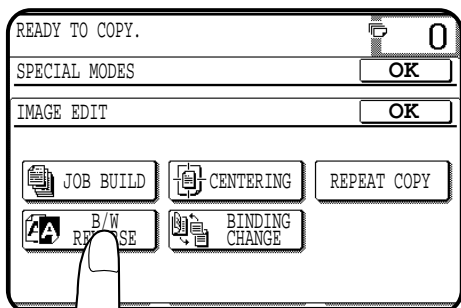 READY TO COPY.
0
SPECIAL MODES
OK
IMAGE EDIT
OK
JOB BUILD
CENTERING
REPEAT COPY
B/W
BINDING
CHANGE